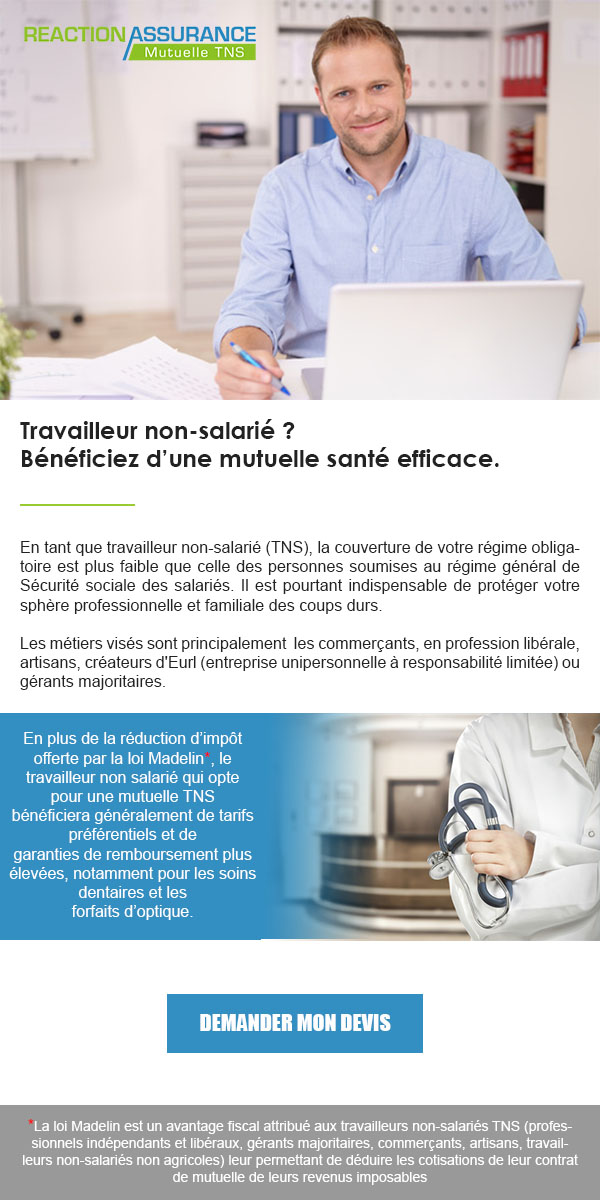 REACTIONASSURANCE
Mutuelle TNS
Travailleur non-salarié ?
Bénéficiez d’une mutuelle santé efficace.
En tant que travailleur non-salarié (TNS), la couverture de votre régime obliga-
toire est plus faible que celle des personnes soumises au régime général de
Sécurité sociale des salariés. Il est pourtant indispensable de protéger votre
sphère professionnelle et familiale des coups durs.
Les métiers visés sont principalement les commerçants, en profession libérale,
artisans, créateurs d'Eurl (entreprise unipersonnelle à responsabilité limitée) ou
gérants majoritaires.
En plus de la réduction d’impôt
offerte par la loi Madelin*, le
travailleur non salarié qui opte
pour une mutuelle TNS
bénéficiera généralement de tarifs
préférentiels et de
garanties de remboursement plus
élevées, notamment pour les soins
dentaires et les
forfaits d’optique.
DEMANDER MON DEVIS
*La loi Madelin est un avantage fiscal attribué aux travailleurs non-salariés TNS (profes-
sionnels indépendants et libéraux, gérants majoritaires, commerçants, artisans, travail-
leurs non-salariés non agricoles) leur permettant de déduire les cotisations de leur contrat
de mutuelle de leurs revenus imposables